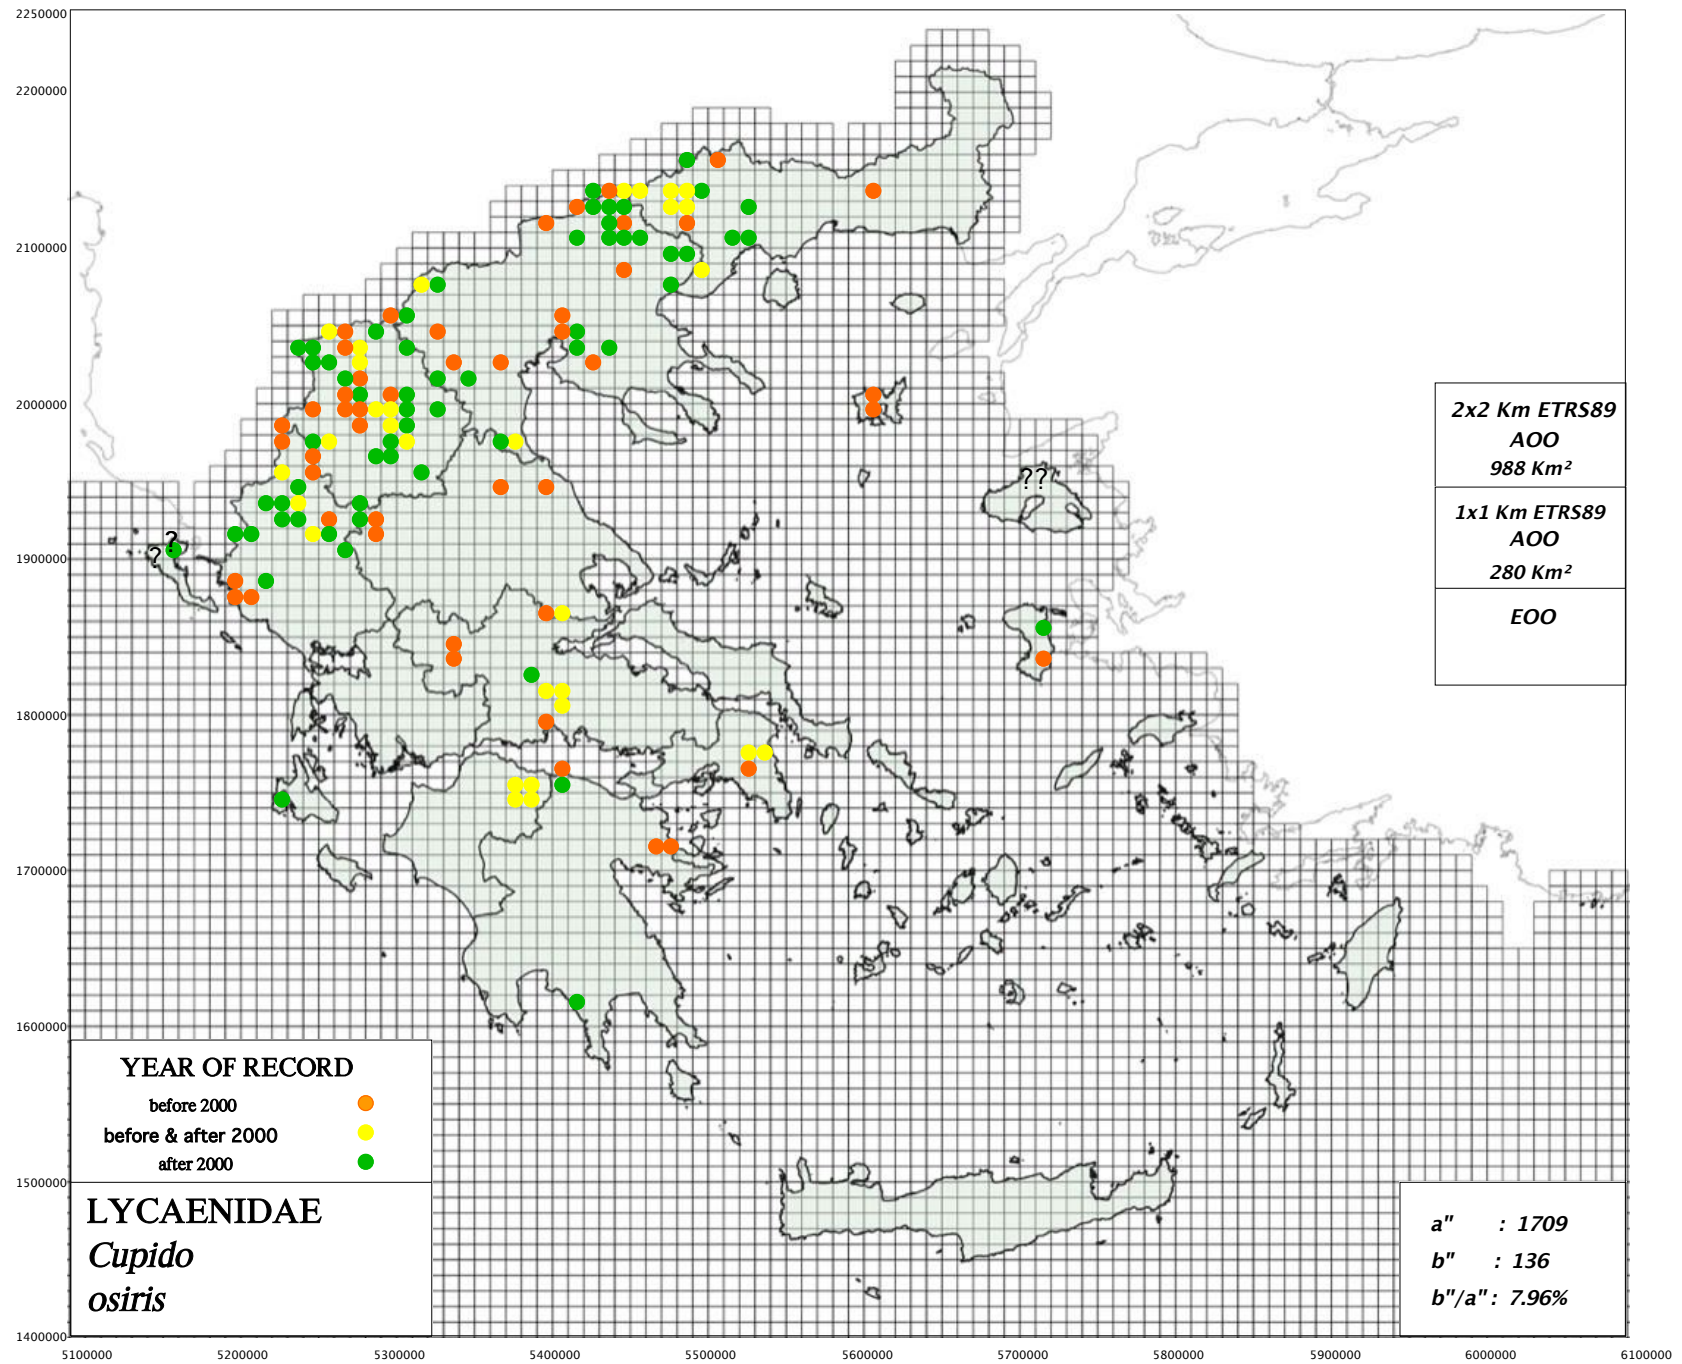 2250000
2200000
2100000
2000000
1900000
1800000
1700000
1600000
1500000
1400000
5100000 5200000 5300000 5400000 5500000 5600000 5700000 5800000 5900000 6000000 6100000
??
?
?
2x2 Km ETRS89
AOO
988 Km²
1x1 Km ETRS89
AOO
280 Km²
EOO
YEAR OF RECORD
before 2000
before & after 2000
after 2000
LYCAENIDAE
Cupido
osiris
a" : 1709
b" : 136
b"/a" : 7.96%